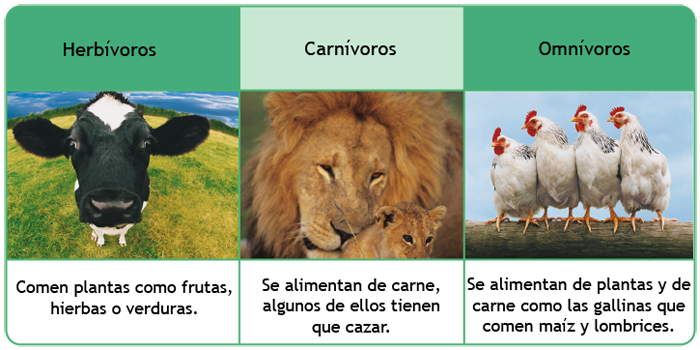 Herbívoros
Carnívoros
Omnívoros
Comen plantas como frutas,
hierbas o verduras.
Se alimentan de carne,
algunos de ellos tienen
que cazar.
Se alimentan de plantas y de
carne como las gallinas que
comen maíz y lombrices.